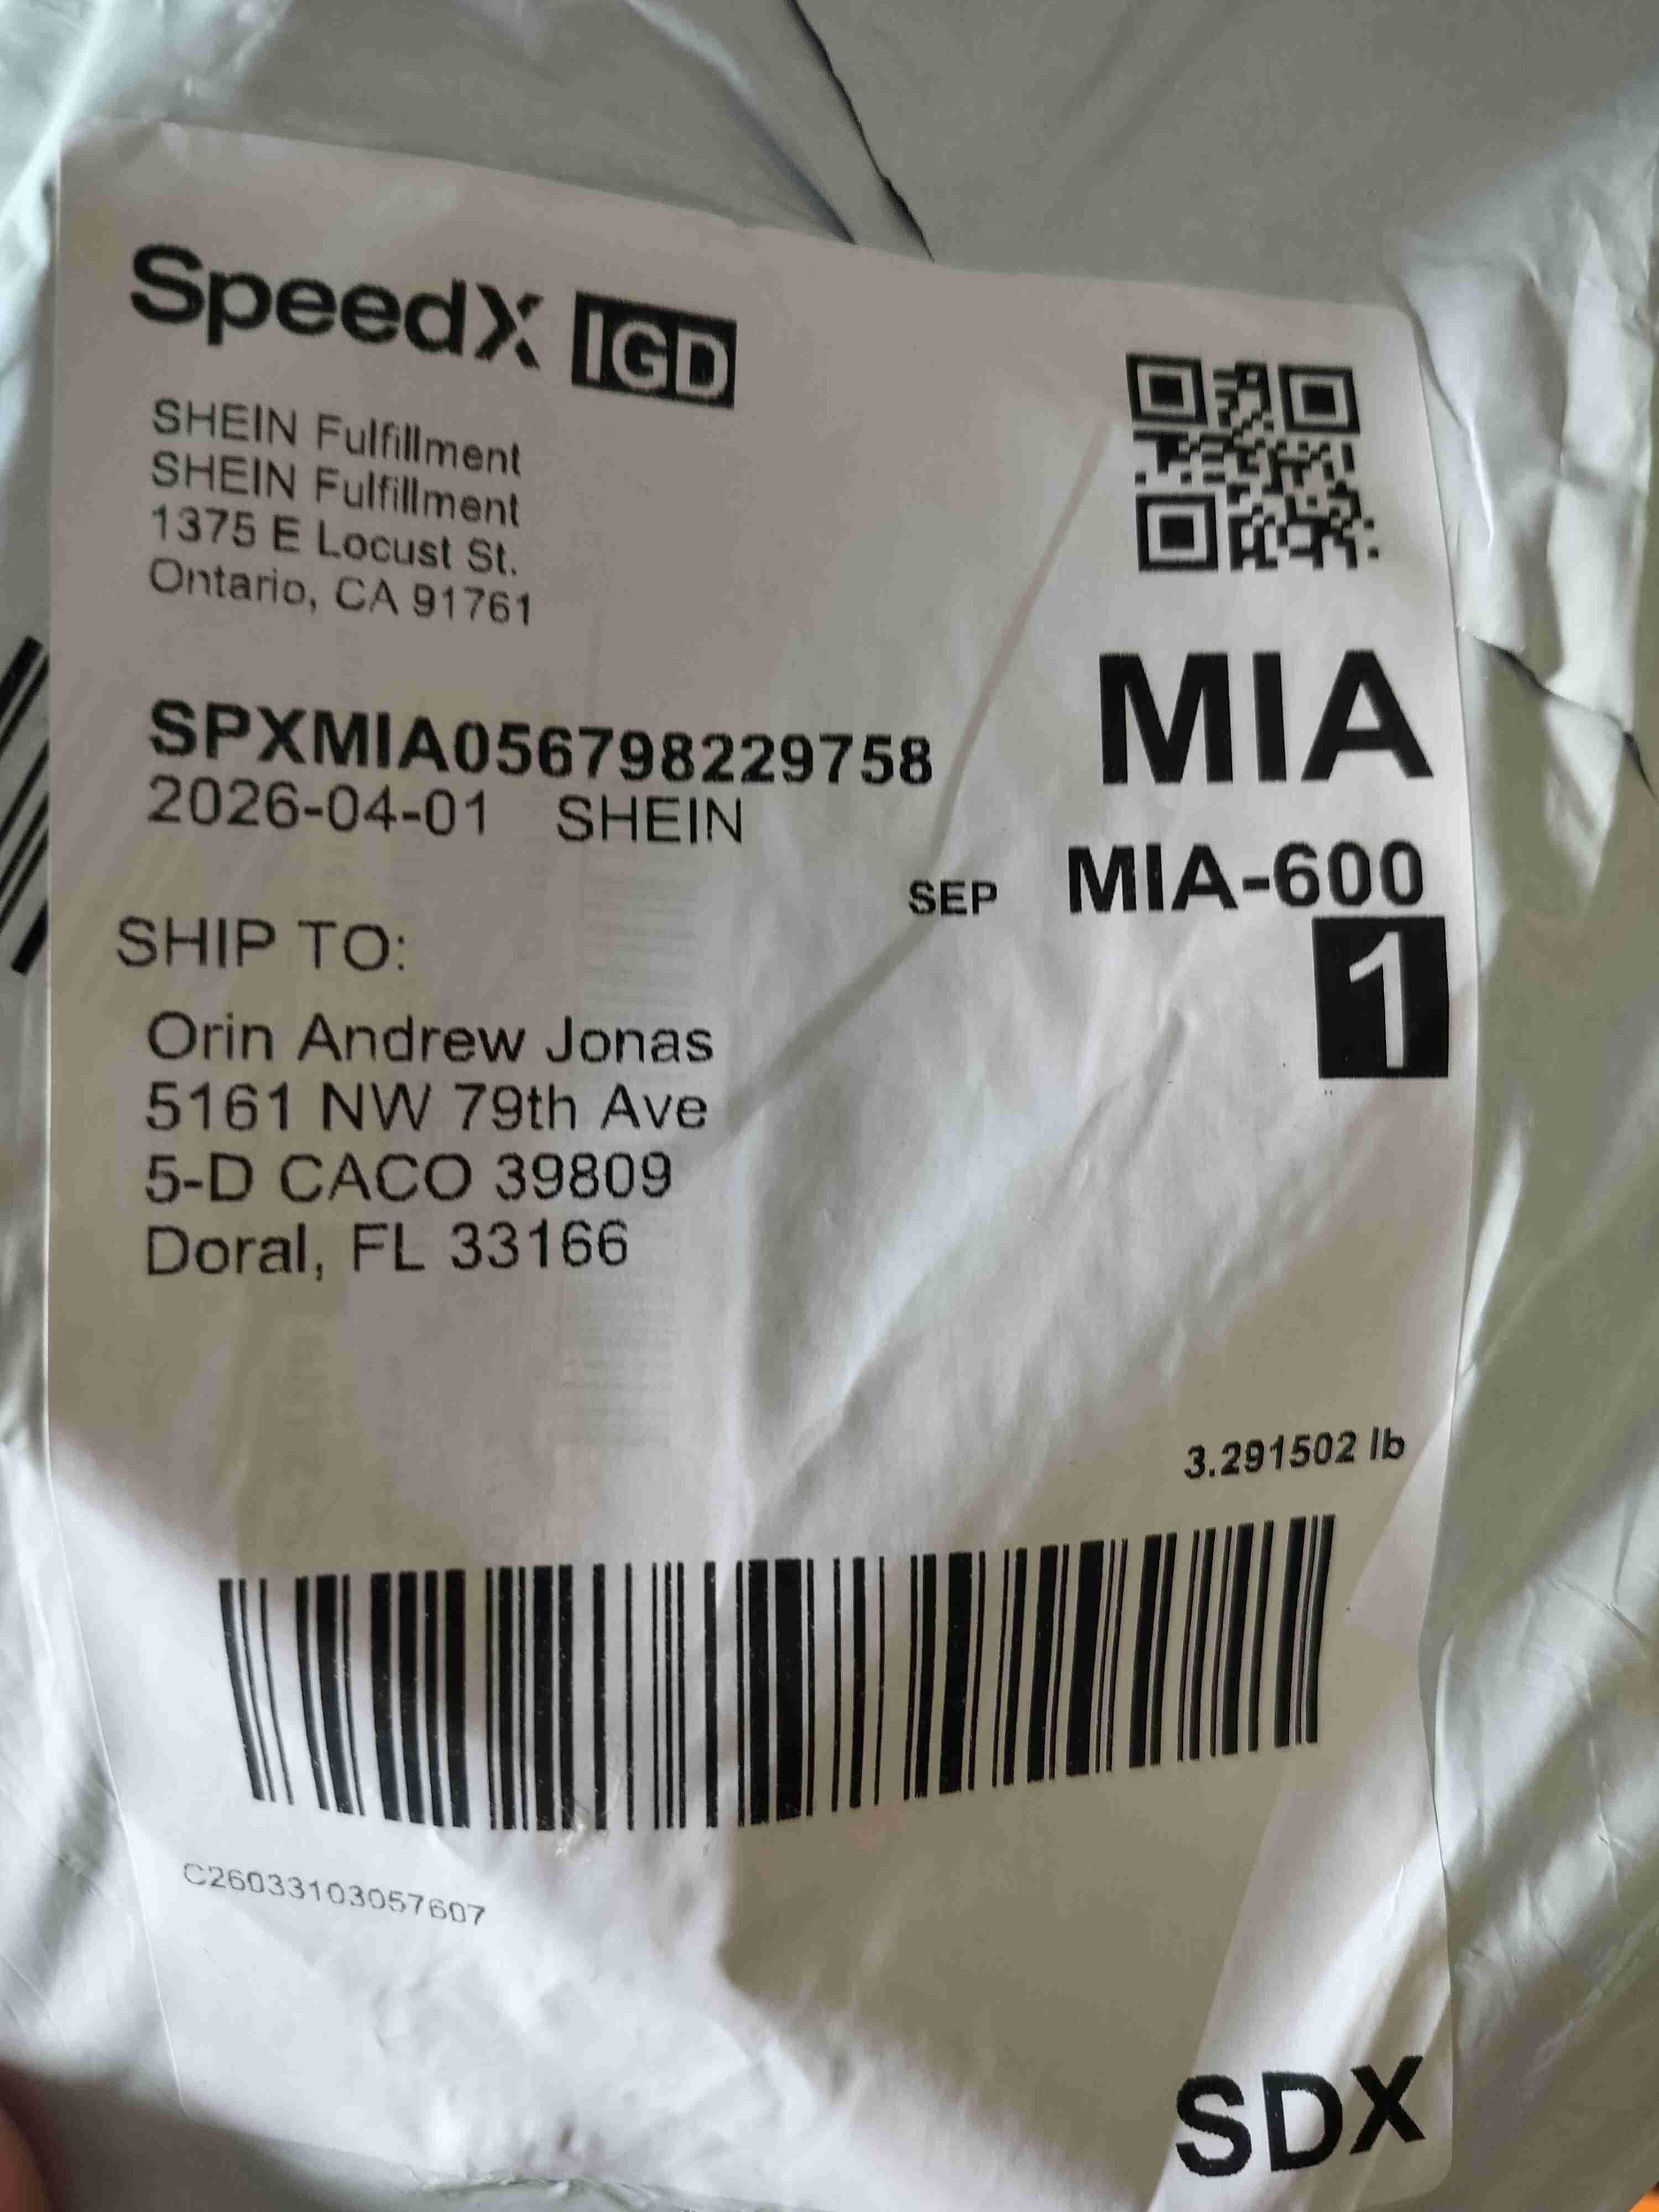 SpeedX IGD
SHEIN Fulfillment
SHEIN Fulfillment
1375 E Locust St.
Ontario, CA 91761
SPXMIA056798229758
2026-04-01 SHEIN
MIA
SEP MIA-600
1
SHIP TO:
Orin Andrew Jonas
5161 NW 79th Ave
5-D CACO 39809
Doral, FL 33166
3.291502 lb
C26033103057607
SDX